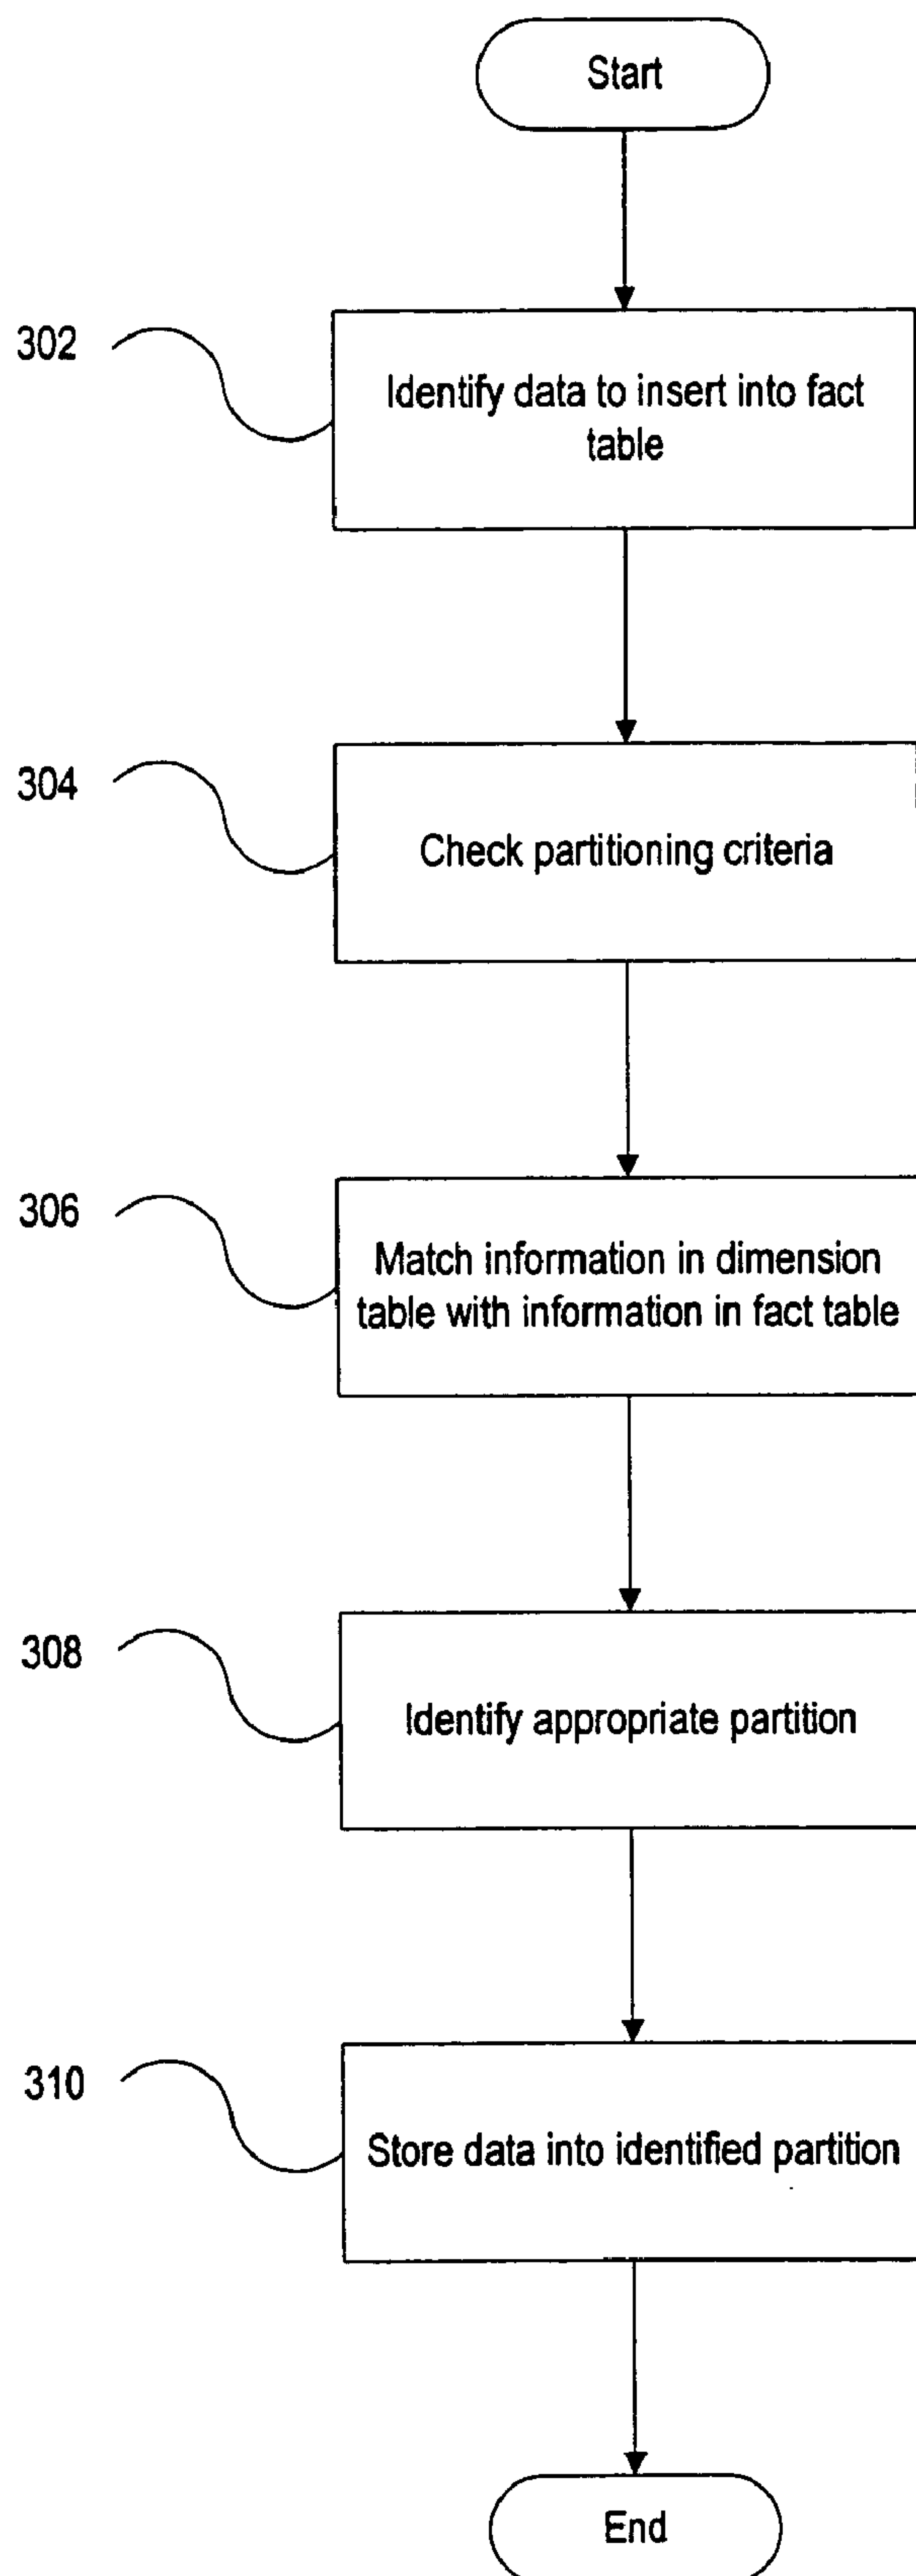 Start
302
Identify data to insert into fact
table
304
Check partitioning criteria
306
Match information in dimension
table with information in fact table
308
Identify appropriate partition
310
Store data into identified partition
End